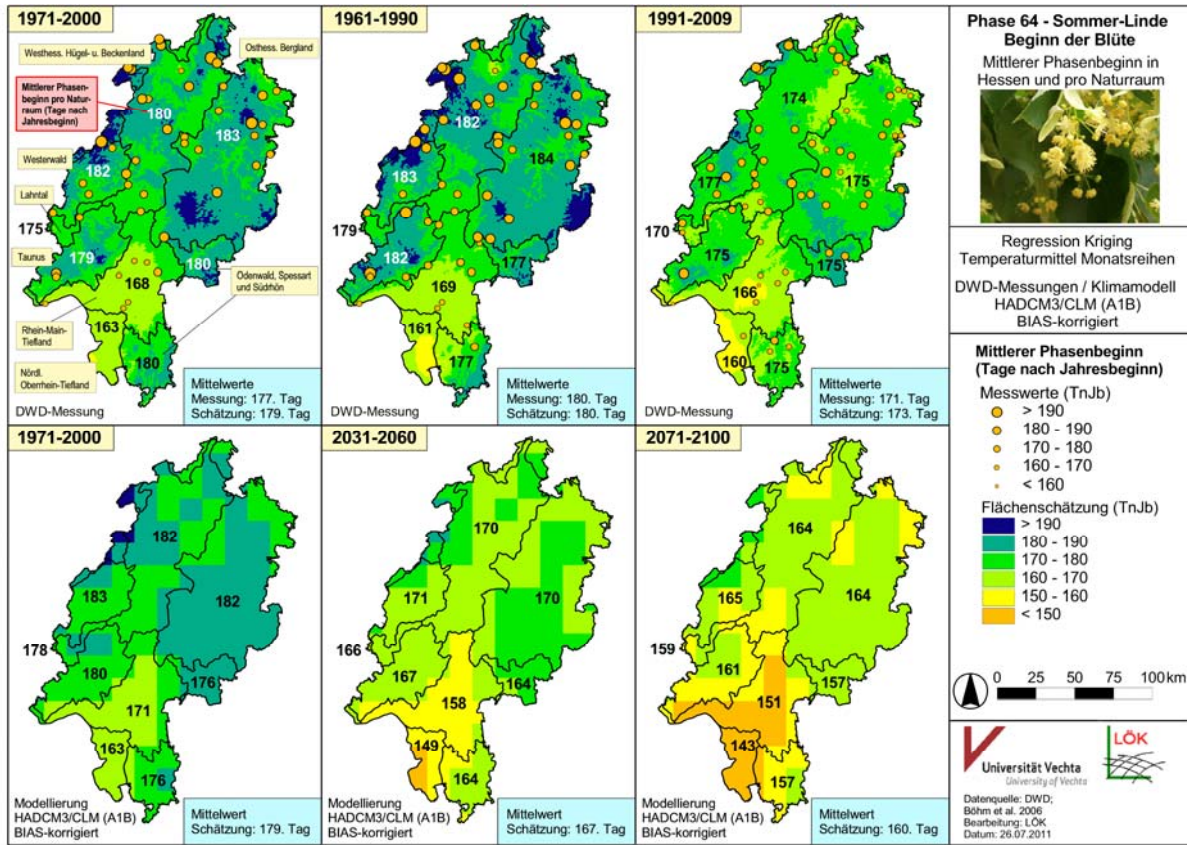 1971-2000
Westhess. Hügel- u. Beckenland
Osthess. Bergland
Mittlerer Phasen-
beginn pro Natur-
raum (Tage nach
Jahresbeginn)
180
183
Westerwald
182
Lahntal
175
Taunus
179
180
168
Odenwald, Spessart
und Südrhön
Rhein-Main-
Tiefland
163
Nördl.
Oberrhein-Tiefland
180
DWD-Messung
Mittelwerte
Messung: 177. Tag
Schätzung: 179. Tag
1961-1990
182
184
183
179
182
177
169
161
177
DWD-Messung
Mittelwerte
Messung: 180. Tag
Schätzung: 180. Tag
1991-2009
174
177
175
170
175
175
166
160
175
DWD-Messung
Mittelwerte
Messung: 171. Tag
Schätzung: 173. Tag
1971-2000
182
183
182
178
180
176
171
163
176
Modellierung
HADCM3/CLM (A1B)
BIAS-korrigiert
Mittelwert
Schätzung: 179. Tag
2031-2060
170
171
170
166
167
164
158
149
164
Modellierung
HADCM3/CLM (A1B)
BIAS-korrigiert
Mittelwert
Schätzung: 167. Tag
2071-2100
164
165
164
159
161
157
151
143
157
Modellierung
HADCM3/CLM (A1B)
BIAS-korrigiert
Mittelwert
Schätzung: 160. Tag
Phase 64 - Sommer-Linde
Beginn der Blüte
Mittlerer Phasenbeginn in
Hessen und pro Naturraum
Regression Kriging
Temperaturmittel Monatsreihen
DWD-Messungen / Klimamodell
HADCM3/CLM (A1B)
BIAS-korrigiert
Mittlerer Phasenbeginn
(Tage nach Jahresbeginn)
Messwerte (TnJb)
> 190
180 - 190
170 - 180
160 - 170
< 160
Flächenschätzung (TnJb)
> 190
180 - 190
170 - 180
160 - 170
150 - 160
< 150
0 25 50 75 100 km
Universität Vechta
University of Vechta
LÖK
Datenquelle: DWD;
Böhm et al. 2006
Bearbeitung: LÖK
Datum: 26.07.2011